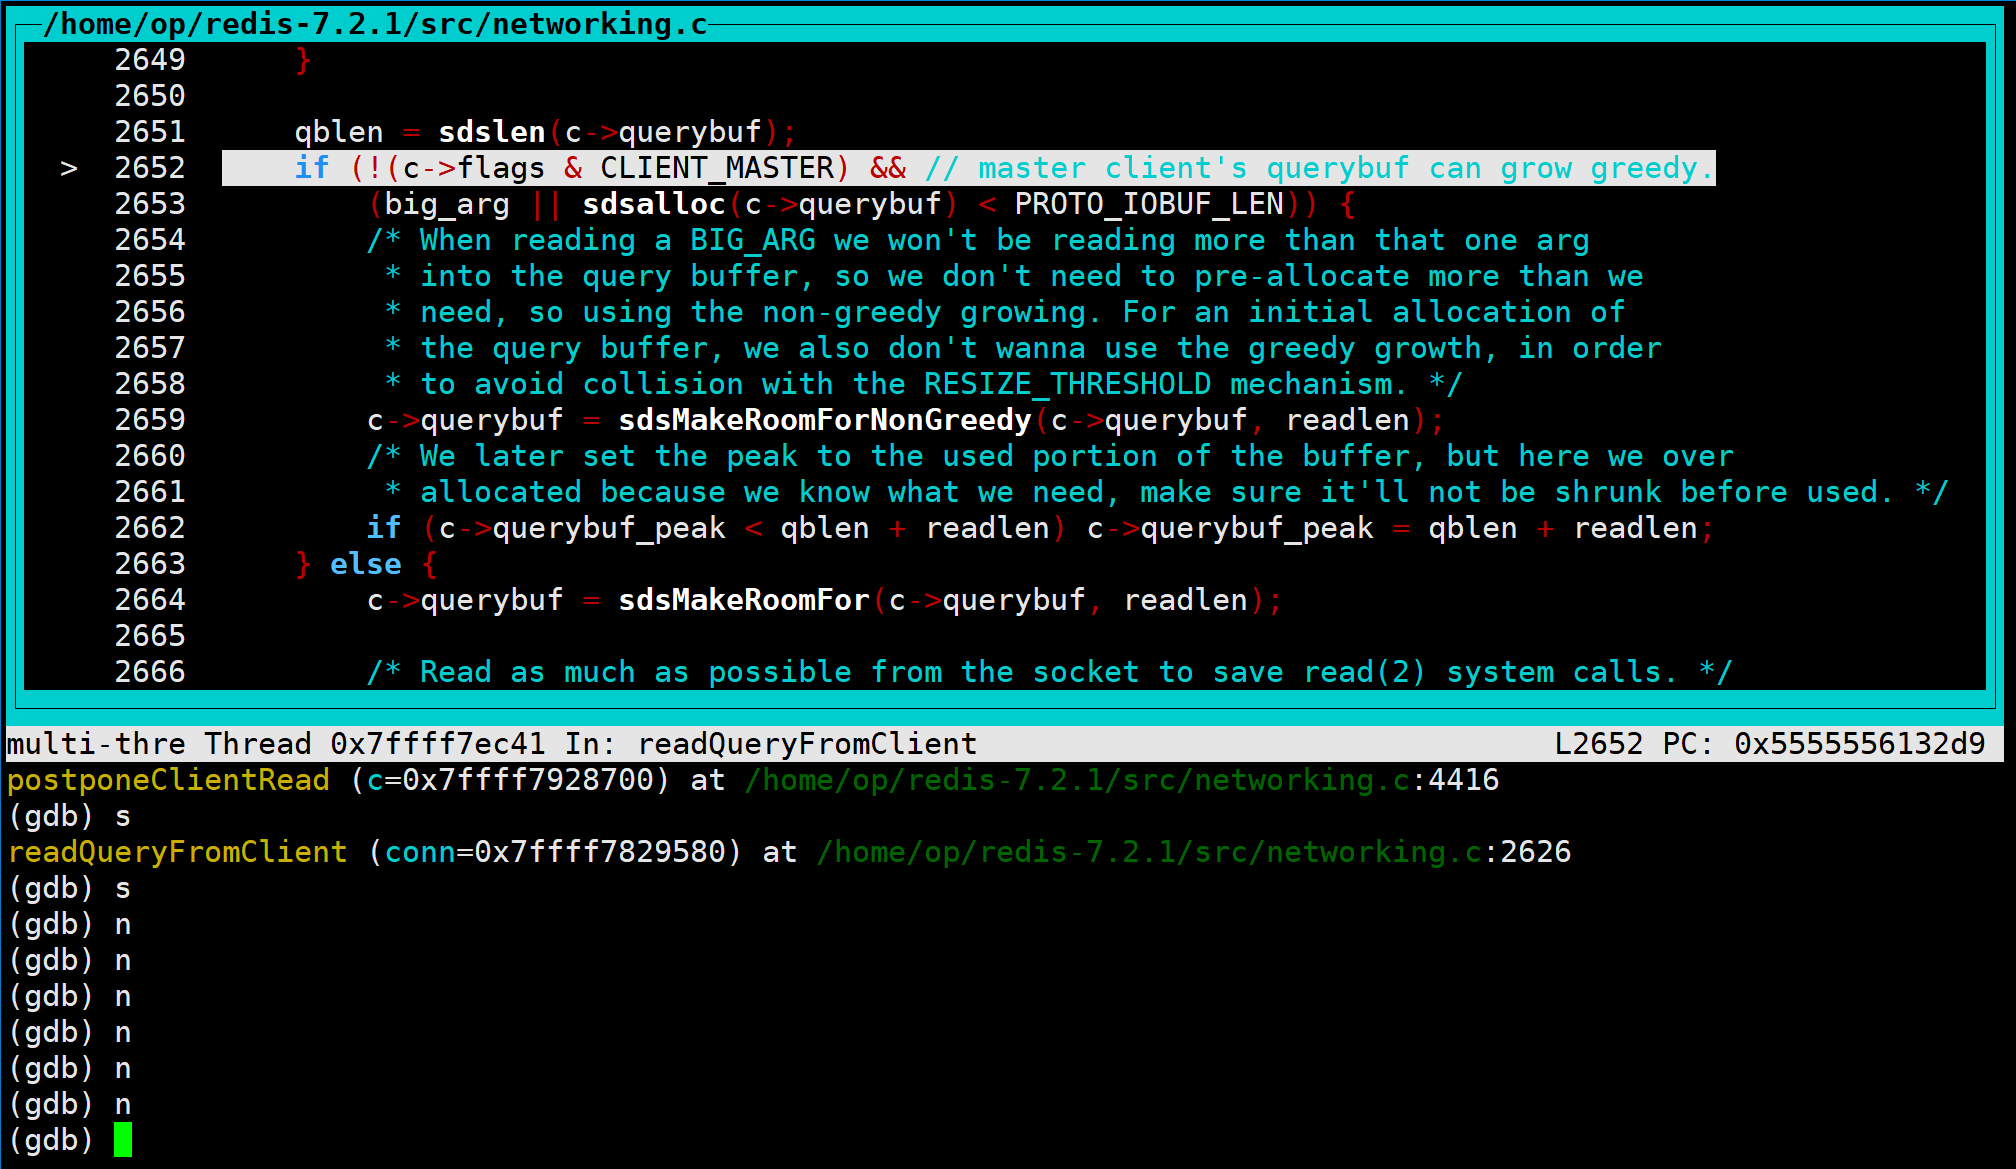 /home/op/redis-7.2.1/src/networking.c
2649 }
2650
2651 qblen = sdslen(c->querybuf);
> 2652 if (!(c->flags & CLIENT_MASTER) && // master client's querybuf can grow greedy.
2653 (big_arg || sdsalloc(c->querybuf) < PROTO_IOBUF_LEN)) {
2654 /* When reading a BIG_ARG we won't be reading more than that one arg
2655 * into the query buffer, so we don't need to pre-allocate more than we
2656 * need, so using the non-greedy growing. For an initial allocation of
2657 * the query buffer, we also don't wanna use the greedy growth, in order
2658 * to avoid collision with the RESIZE_THRESHOLD mechanism. */
2659 c->querybuf = sdsMakeRoomForNonGreedy(c->querybuf, readlen);
2660 /* We later set the peak to the used portion of the buffer, but here we over
2661 * allocated because we know what we need, make sure it'll not be shrunk before used. */
2662 if (c->querybuf_peak < qblen + readlen) c->querybuf_peak = qblen + readlen;
2663 } else {
2664 c->querybuf = sdsMakeRoomFor(c->querybuf, readlen);
2665
2666 /* Read as much as possible from the socket to save read(2) system calls. */
multi-thre Thread 0x7ffff7ec41 In: readQueryFromClient L2652 PC: 0x5555556132d9
postponeClientRead (c=0x7ffff7928700) at /home/op/redis-7.2.1/src/networking.c:4416
(gdb) s
readQueryFromClient (conn=0x7ffff7829580) at /home/op/redis-7.2.1/src/networking.c:2626
(gdb) s
(gdb) n
(gdb) n
(gdb) n
(gdb) n
(gdb) n
(gdb) n
(gdb)